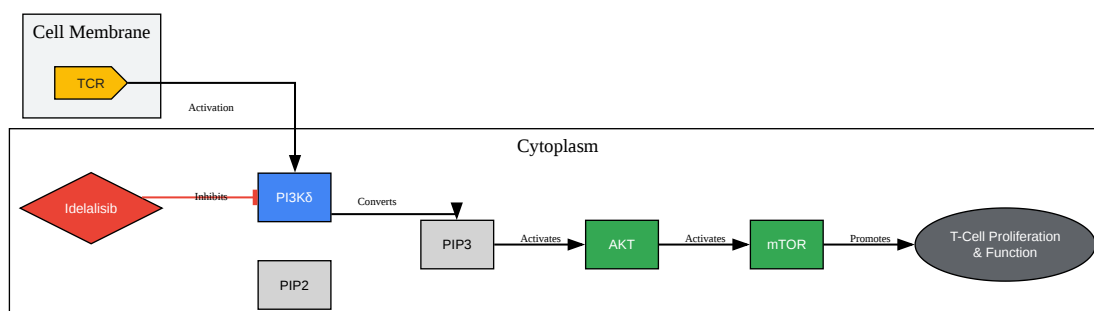 Cell Membrane
TCR
Activation
Cytoplasm
Idelalisib
Inhibits
PI3Kδ
Converts
PIP3
Activates
AKT
Activates
mTOR
Promotes
T-Cell Proliferation
& Function
PIP2